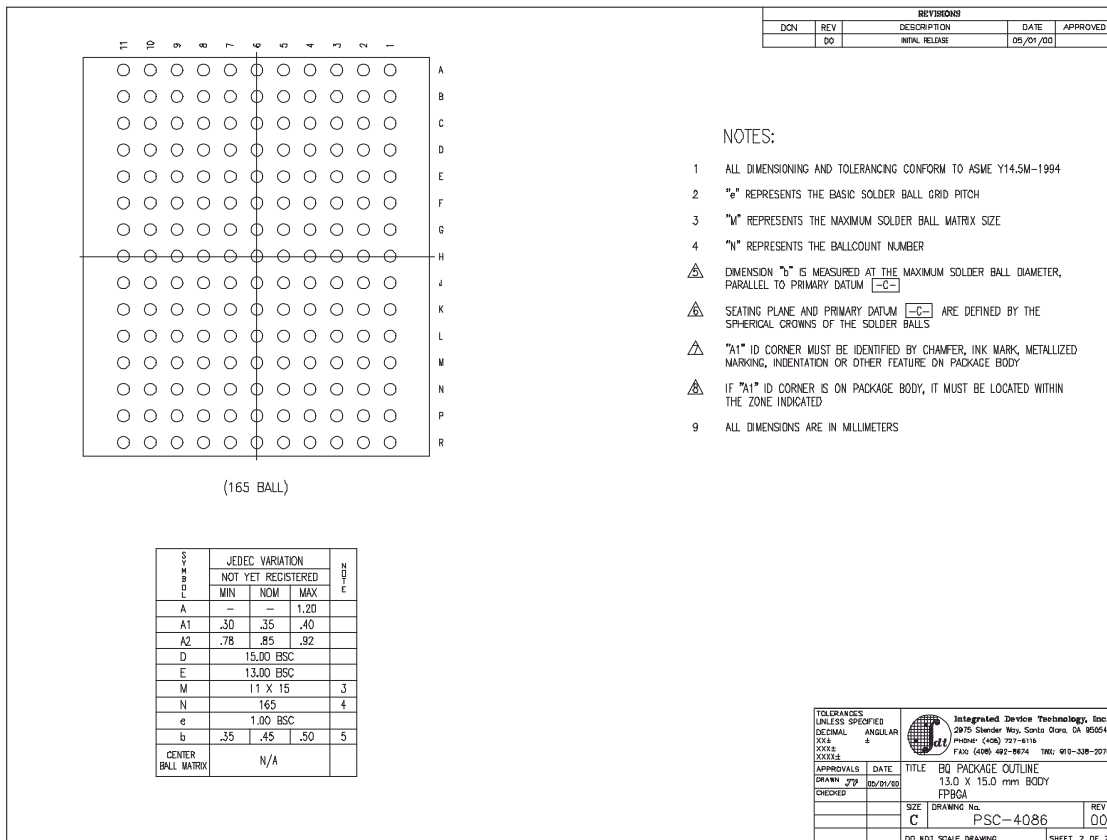 REVISIONS
DCN REV DESCRIPTION DATE APPROVED
00 INITIAL RELEASE 05/01/00
11 10 9 8 7 6 5 4 3 2 1
A
B
C
D
E
F
G
H
J
K
L
M
N
P
R
(165 BALL)
NOTES:
1 ALL DIMENSIONING AND TOLERANCING CONFORM TO ASME Y14.5M-1994
2 "e" REPRESENTS THE BASIC SOLDER BALL GRID PITCH
3 "M" REPRESENTS THE MAXIMUM SOLDER BALL MATRIX SIZE
4 "N" REPRESENTS THE BALLCOUNT NUMBER
5 DIMENSION "b" IS MEASURED AT THE MAXIMUM SOLDER BALL DIAMETER,
PARALLEL TO PRIMARY DATUM -C-
6 SEATING PLANE AND PRIMARY DATUM -C- ARE DEFINED BY THE
SPHERICAL CROWNS OF THE SOLDER BALLS
7 "A1" ID CORNER MUST BE IDENTIFIED BY CHAMFER, INK MARK, METALLIZED
MARKING, INDENTATION OR OTHER FEATURE ON PACKAGE BODY
8 IF "A1" ID CORNER IS ON PACKAGE BODY, IT MUST BE LOCATED WITHIN
THE ZONE INDICATED
9 ALL DIMENSIONS ARE IN MILLIMETERS
SYMBOL JEDEC VARIATION NOTE
NOT YET REGISTERED
MIN NOM MAX
A - - 1.20
A1 .30 .35 .40
A2 .78 .85 .92
D 15.00 BSC
E 13.00 BSC
M 11 X 15 3
N 165 4
e 1.00 BSC
b .35 .45 .50 5
CENTER
BALL MATRIX N/A
TOLERANCES
UNLESS SPECIFIED
DECIMAL ANGULAR
XX± ±
XXX±
XXXX±
idt
Integrated Device Technology, Inc.
2975 Stender Way, Santa Clara, CA 95054
PHONE: (408) 727-6116
FAX: (408) 492-8674 TWX: 910-338-2070
APPROVALS DATE
DRAWN 05/01/00
CHECKED
TITLE BQ PACKAGE OUTLINE
13.0 X 15.0 mm BODY
FPBGA
SIZE DRAWING No. REV
C PSC-4086 00
DO NOT SCALE DRAWING SHEET 2 OF